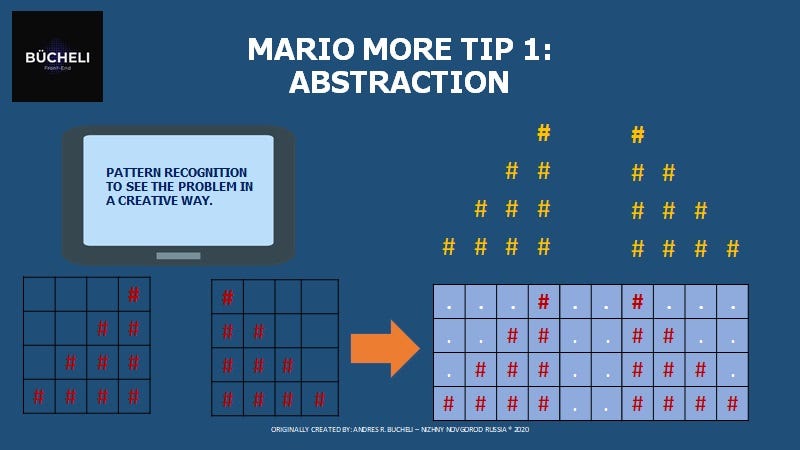 BÜCHELI
Front-End
MARIO MORE TIP 1:
ABSTRACTION
PATTERN RECOGNITION
TO SEE THE PROBLEM IN
A CREATIVE WAY.
# #
# # # #
# # # # # #
# # # # # # # #
#
# #
# # #
# # # #
#
# #
# # #
# # # #
. . . # . . # . . .
. . # # . . # # . .
. # # # . . # # # .
# # # # . . # # # #
ORIGINALLY CREATED BY: ANDRES R. BUCHELI – NIZHNY NOVGOROD RUSSIA ® 2020